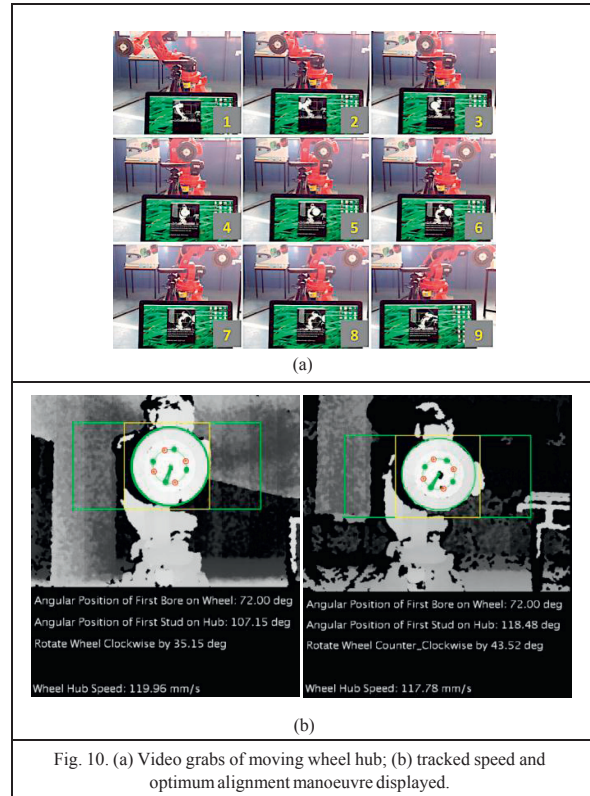 1
2
3
4
5
6
7
8
9
(a)
Angular Position of First Bore on Wheel: 72.00 deg
Angular Position of First Stud on Hub: 107.15 deg
Rotate Wheel Clockwise by 35.15 deg
Wheel Hub Speed: 119.96 mm/s
Angular Position of First Bore on Wheel: 72.00 deg
Angular Position of First Stud on Hub: 118.48 deg
Rotate Wheel Counter_Clockwise by 43.52 deg
Wheel Hub Speed: 117.78 mm/s
(b)
Fig. 10. (a) Video grabs of moving wheel hub; (b) tracked speed and
optimum alignment manoeuvre displayed.